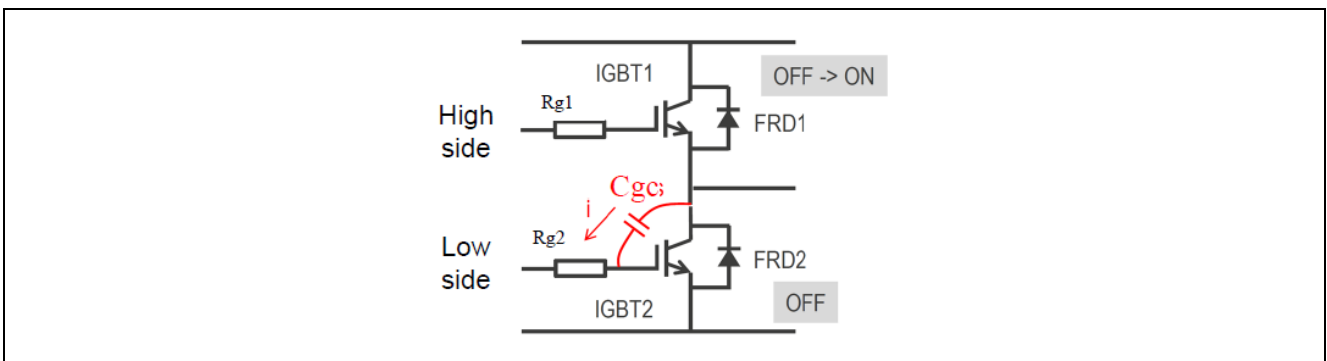 IGBT1
OFF -> ON
Rg1
High
side
FRD1
Cgc
i
Rg2
Low
side
FRD2
IGBT2
OFF